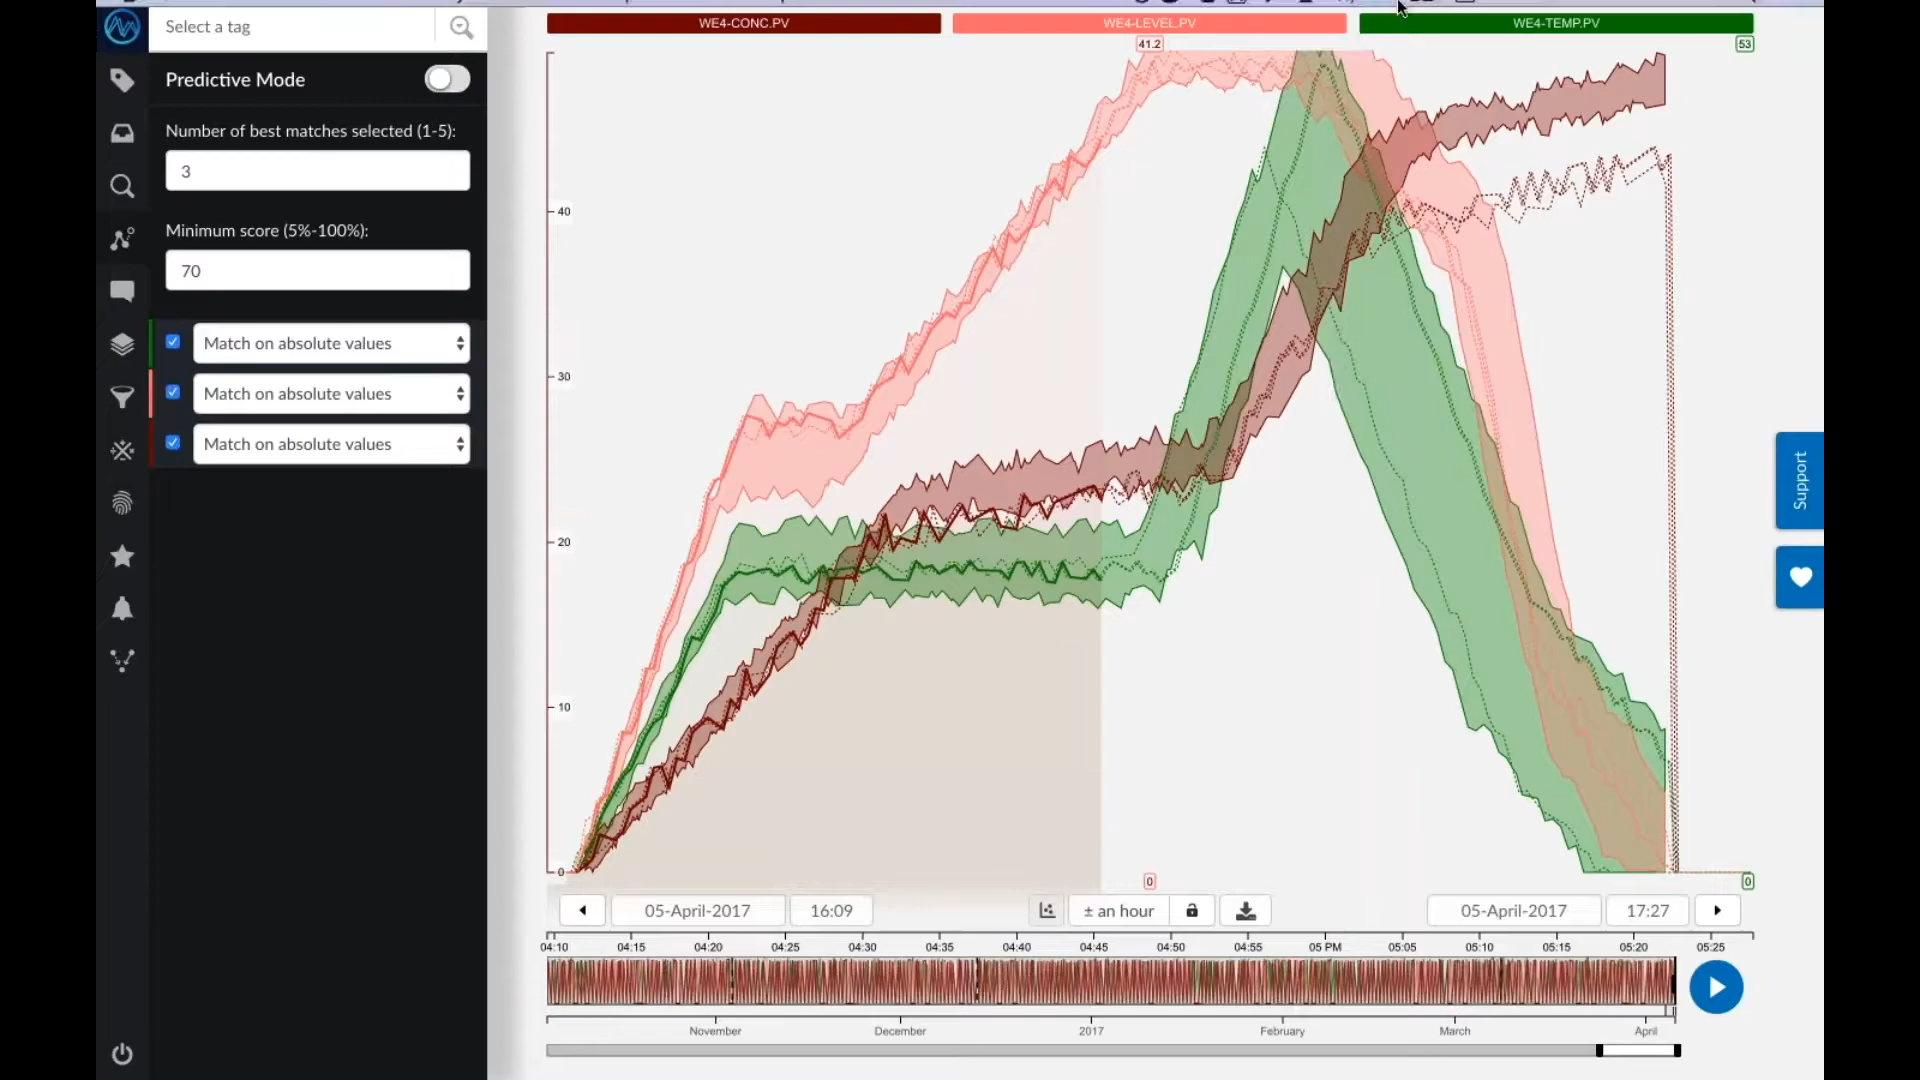 Select a tag
WE4-CONC.PV
WE4-LEVEL.PV
WE4-TEMP.PV
41.2
53
Predictive Mode
Number of best matches selected (1-5):
3
Minimum score (5%-100%):
70
Match on absolute values
Match on absolute values
Match on absolute values
40
30
20
10
0
0
0
Support
05-April-2017
16:09
± an hour
05-April-2017
17:27
04:10
04:15
04:20
04:25
04:30
04:35
04:40
04:45
04:50
04:55
05 PM
05:05
05:10
05:15
05:20
05:25
November
December
2017
February
March
April